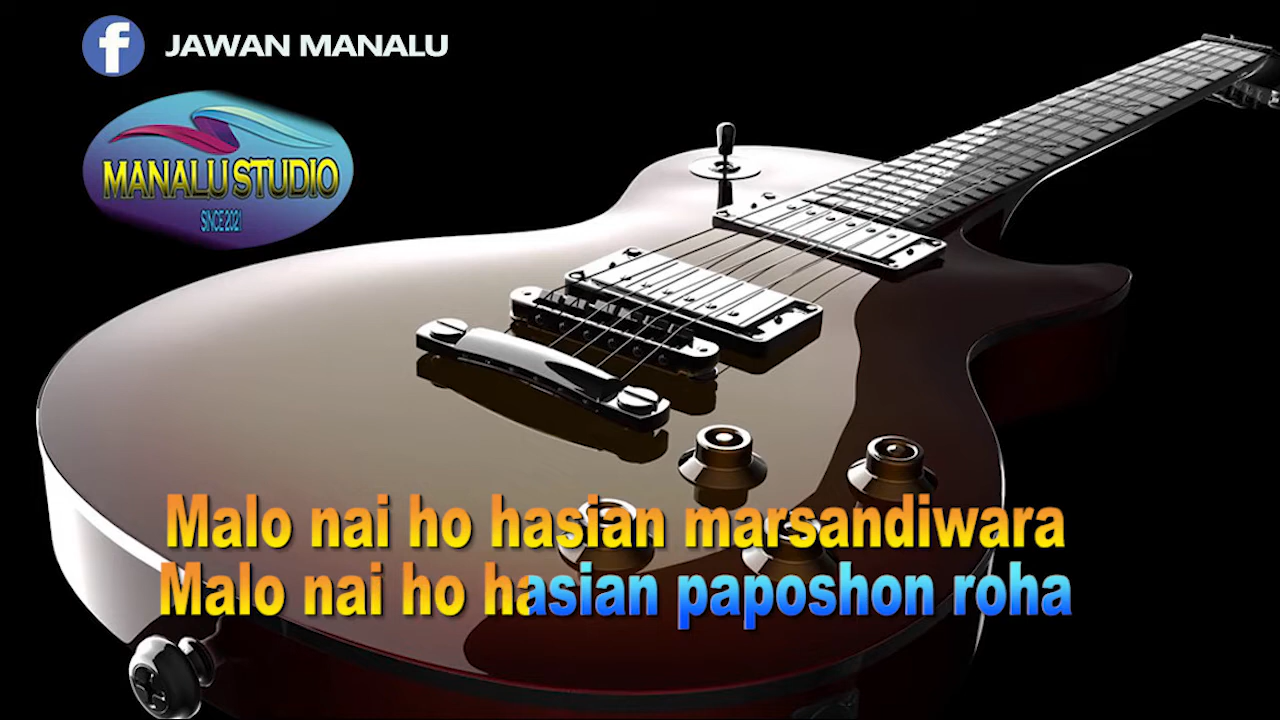 f JAWAN MANALU
MANALU STUDIO
SINCE 2021
Malo nai ho hasian marsandiwara
Malo nai ho hasian paposhon roha